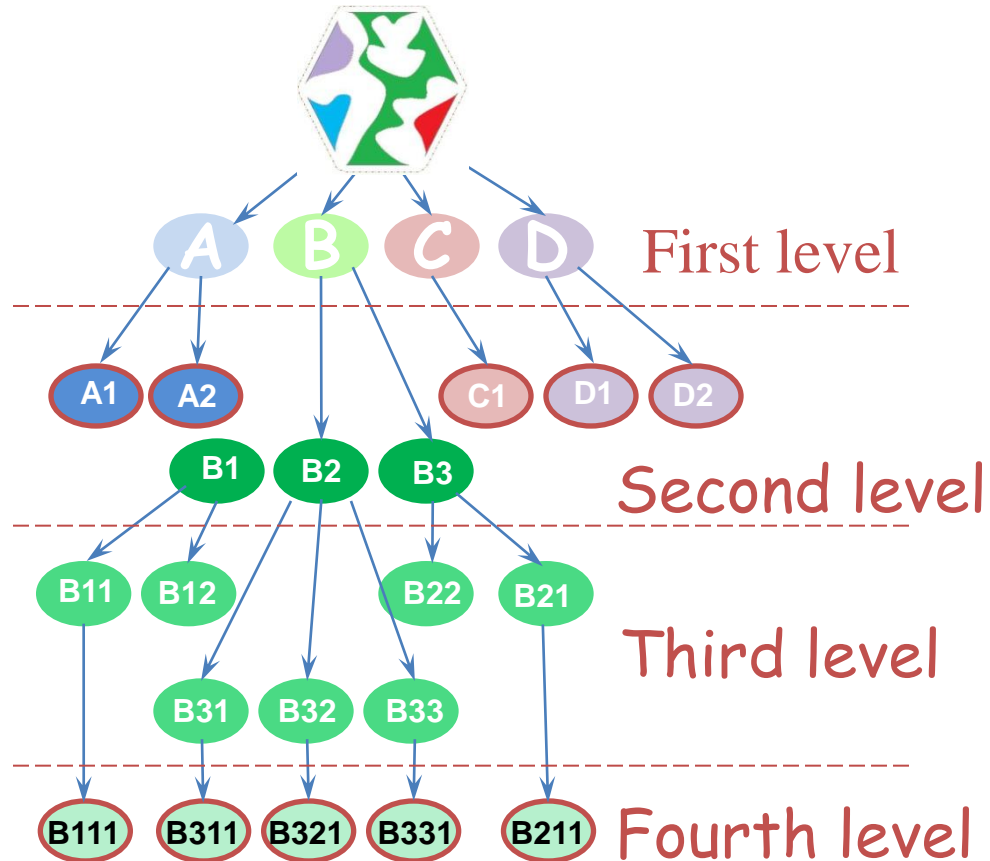 A B C D First level
A1 A2 C1 D1 D2
B1 B2 B3 Second level
B11 B12 B22 B21
Third level
B31 B32 B33
B111 B311 B321 B331 B211 Fourth level